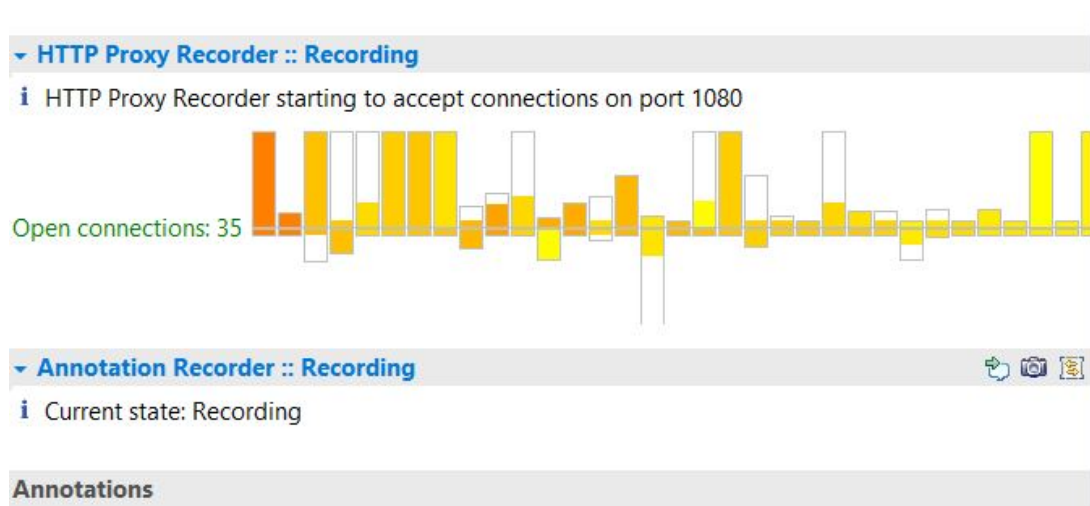 HTTP Proxy Recorder :: Recording
i HTTP Proxy Recorder starting to accept connections on port 1080
Open connections: 35
Annotation Recorder :: Recording
i Current state: Recording
Annotations